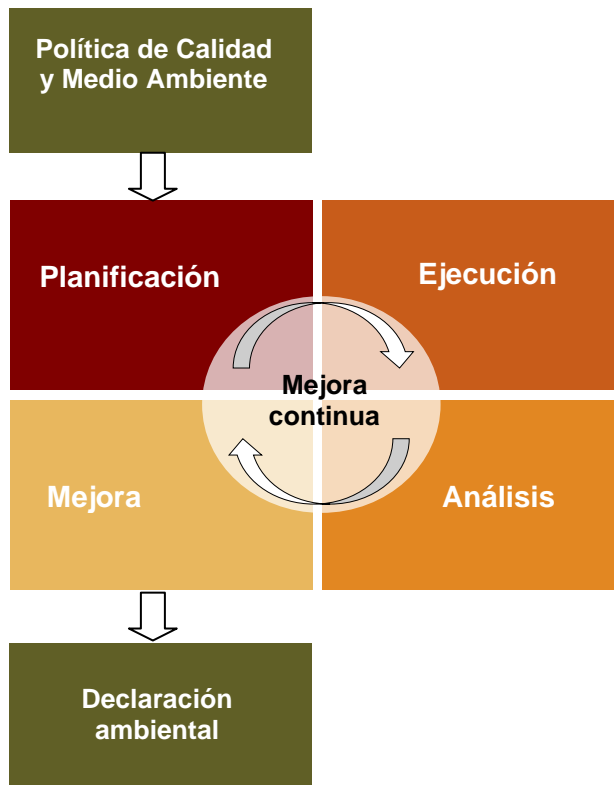 Política de Calidad
y Medio Ambiente
Planificación
Ejecución
Mejora
continua
Mejora
Análisis
Declaración
ambiental